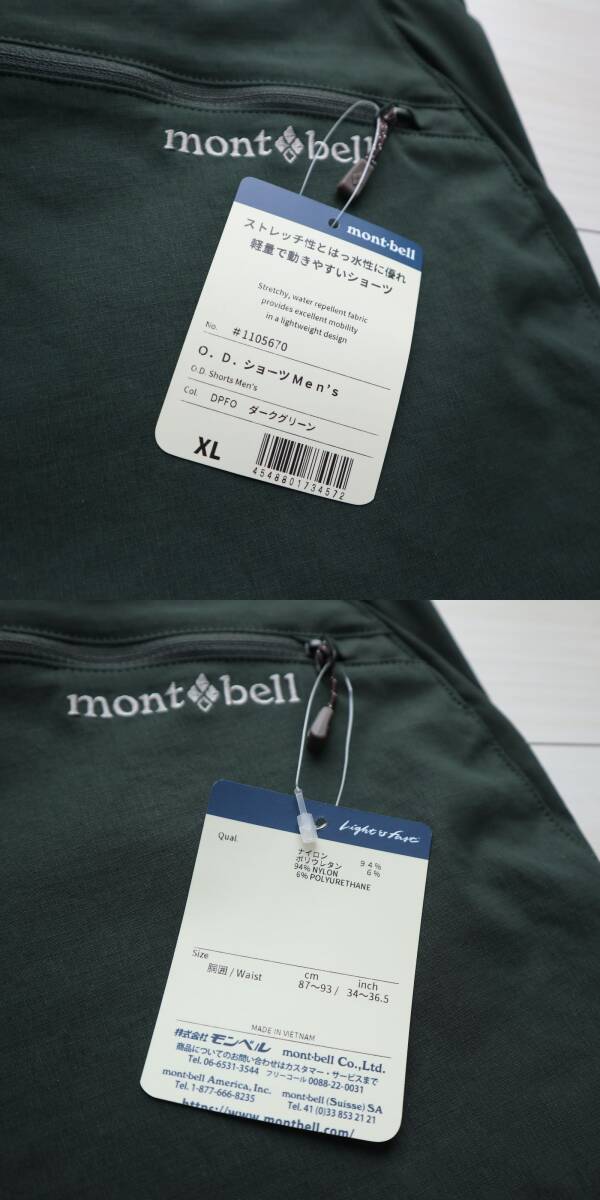 mont bell
mont·bell
ストレッチ性とはっ水性に優れ
軽量で動きやすいショーツ
Stretchy, water repellent fabric
provides excellent mobility
in a lightweight design
No. #1105670
O. D. ショーツ Men's
O.D. Shorts Men's
Col. DPFO ダークグリーン
XL
4548801734572
mont bell
Light & Fast
Qual.
ナイロン 94%
ポリウレタン 6%
94% NYLON
6% POLYURETHANE
Size
胴囲 / Waist
cm inch
87〜93 / 34〜36.5
MADE IN VIETNAM
株式会社 モンベル mont-bell Co.,Ltd.
商品についてのお問い合わせはカスタマー・サービスまで
Tel. 06-6531-3544 フリーコール 0088-22-0031
mont-bell America, Inc. mont-bell (Suisse) SA
Tel. 1-877-666-8235 Tel. 41 (0)33 853 21 21
https://www.montbell.com/